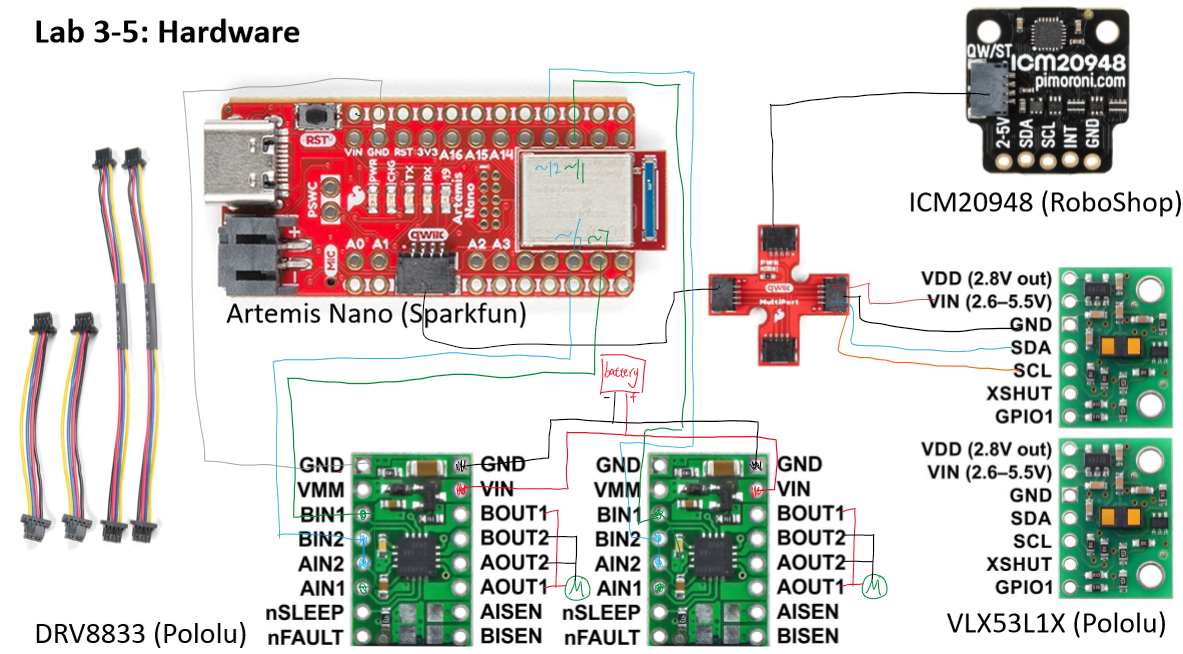 Lab 3-5: Hardware
QW/ST
ICM20948
pimoroni.com
2-5V
SDA
SCL
INT
GND
ICM20948 (RoboShop)
RST
VIN GND RST 3V3 A16 A15 A14
~12 ~11
PSWC
PWR
CHG
TX
RX
19
Artemis
Nano
+
MIC
A0 A1
qwiic
A2 A3
~6 ~7
Artemis Nano (Sparkfun)
PWR
qwiic
MultiPort
VDD (2.8V out)
VIN (2.6–5.5V)
GND
SDA
SCL
XSHUT
GPIO1
battery
- +
VDD (2.8V out)
VIN (2.6–5.5V)
GND
SDA
SCL
XSHUT
GPIO1
VLX53L1X (Pololu)
GND GND
VMM VIN
BIN1 BOUT1
BIN2 BOUT2
AIN2 AOUT2
AIN1 AOUT1
M
nSLEEP AISEN
nFAULT BISEN
GND GND
VMM VIN
BIN1 BOUT1
BIN2 BOUT2
AIN2 AOUT2
AIN1 AOUT1
M
nSLEEP AISEN
nFAULT BISEN
DRV8833 (Pololu)